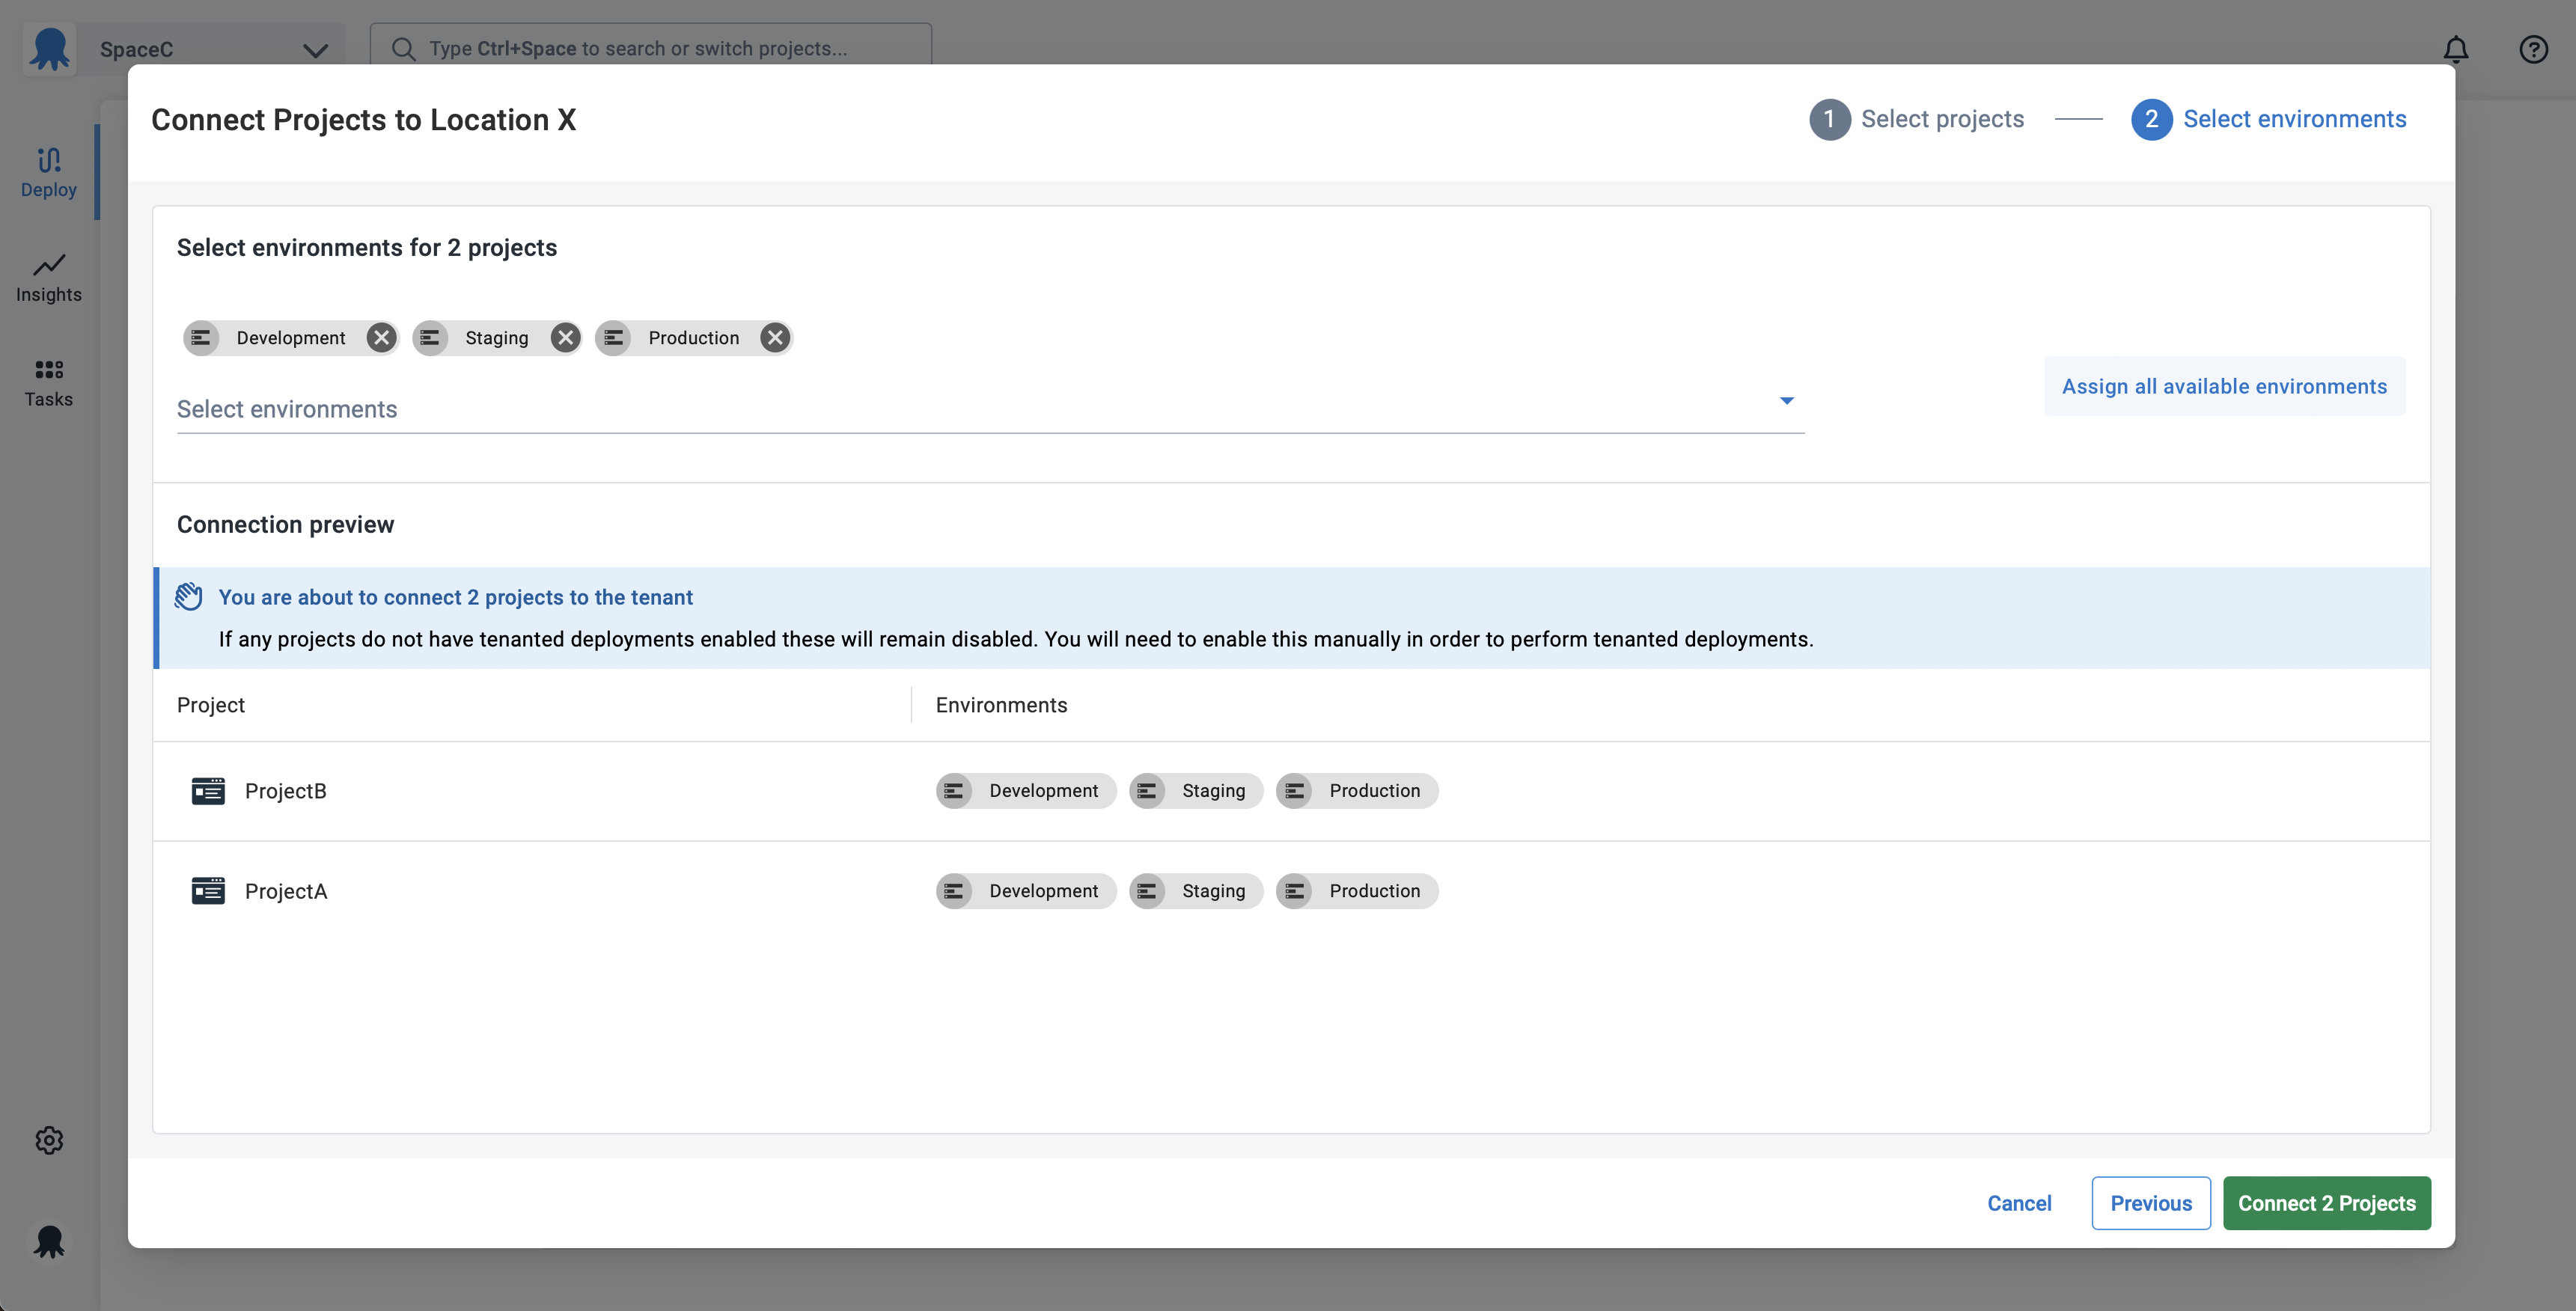 SpaceC
Type Ctrl+Space to search or switch projects...
Deploy
Insights
Tasks
Connect Projects to Location X
1 Select projects
2 Select environments
Select environments for 2 projects
Development Staging Production
Select environments
Assign all available environments
Connection preview
You are about to connect 2 projects to the tenant
If any projects do not have tenanted deployments enabled these will remain disabled. You will need to enable this manually in order to perform tenanted deployments.
Project Environments
ProjectB Development Staging Production
ProjectA Development Staging Production
Cancel Previous Connect 2 Projects